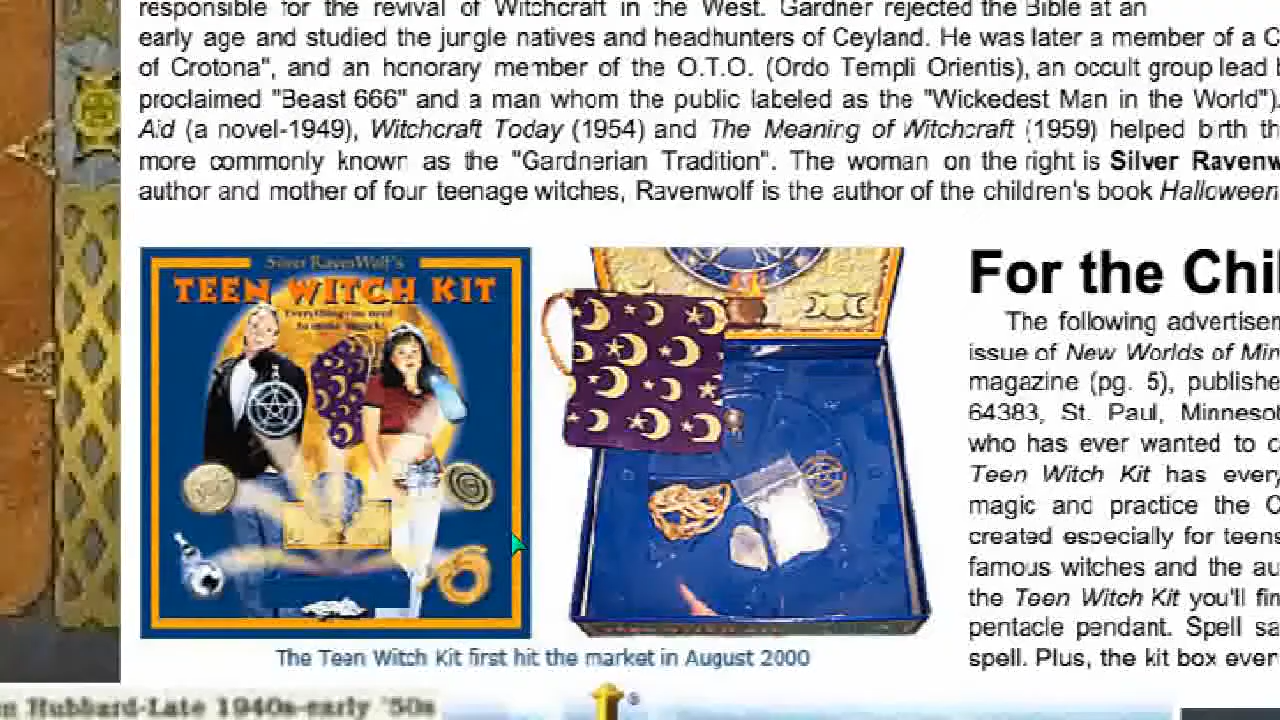 responsible for the revival of Witchcraft in the West. Gardner rejected the Bible at an
early age and studied the jungle natives and headhunters of Ceyland. He was later a member of a C
of Crotona", and an honorary member of the O.T.O. (Ordo Templi Orientis), an occult group lead b
proclaimed "Beast 666" and a man whom the public labeled as the "Wickedest Man in the World"),
Aid (a novel-1949), Witchcraft Today (1954) and The Meaning of Witchcraft (1959) helped birth th
more commonly known as the "Gardnerian Tradition". The woman on the right is Silver Ravenw
author and mother of four teenage witches, Ravenwolf is the author of the children's book Halloween
Silver RavenWolf's
TEEN WITCH KIT
Everything you need
to make magick!
The Teen Witch Kit first hit the market in August 2000
For the Chil
The following advertisem
issue of New Worlds of Min
magazine (pg. 5), publishe
64383, St. Paul, Minneso
who has ever wanted to c
Teen Witch Kit has every
magic and practice the C
created especially for teens
famous witches and the au
the Teen Witch Kit you'll fin
pentacle pendant. Spell sa
spell. Plus, the kit box even
n Hubbard-Late 1940s-early '50s